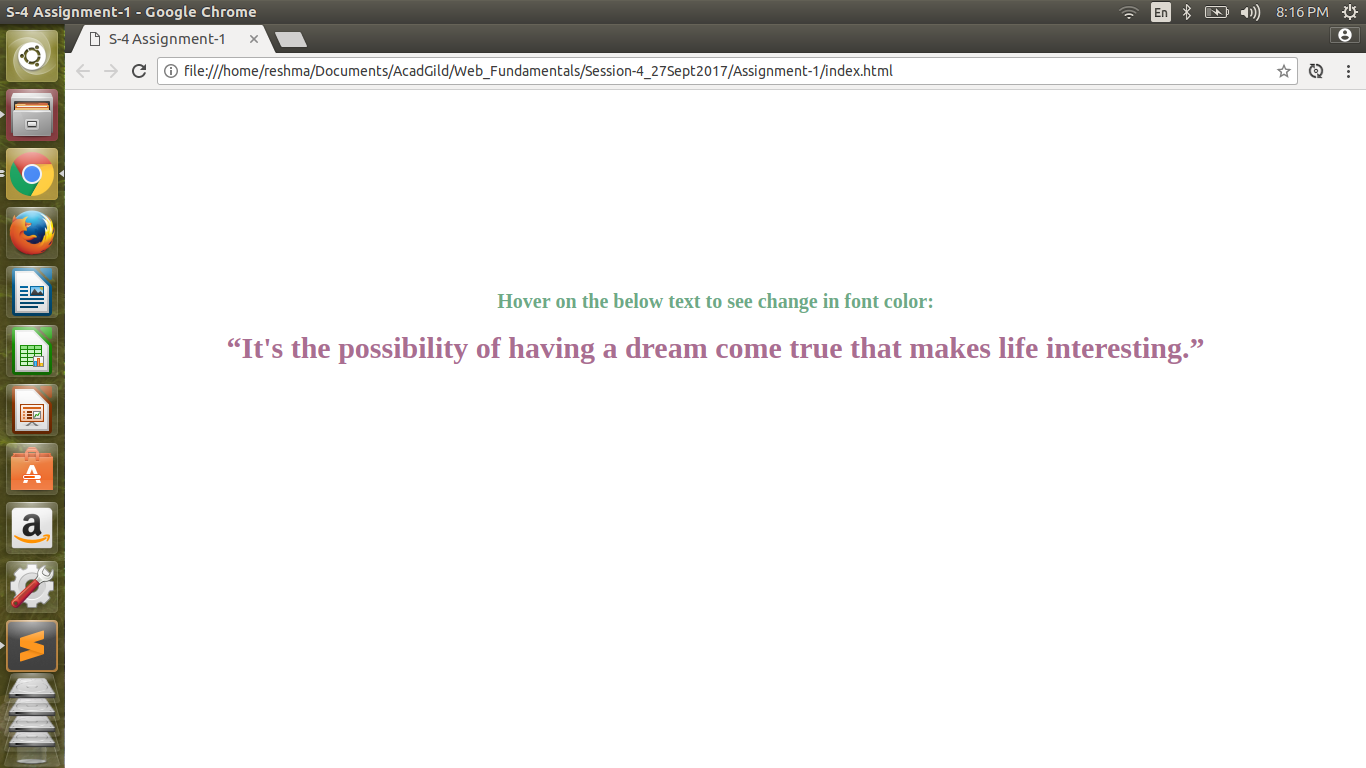 S-4 Assignment-1 - Google Chrome
En
8:16 PM
S-4 Assignment-1
file:///home/reshma/Documents/AcadGild/Web_Fundamentals/Session-4_27Sept2017/Assignment-1/index.html
Hover on the below text to see change in font color:
“It's the possibility of having a dream come true that makes life interesting.”